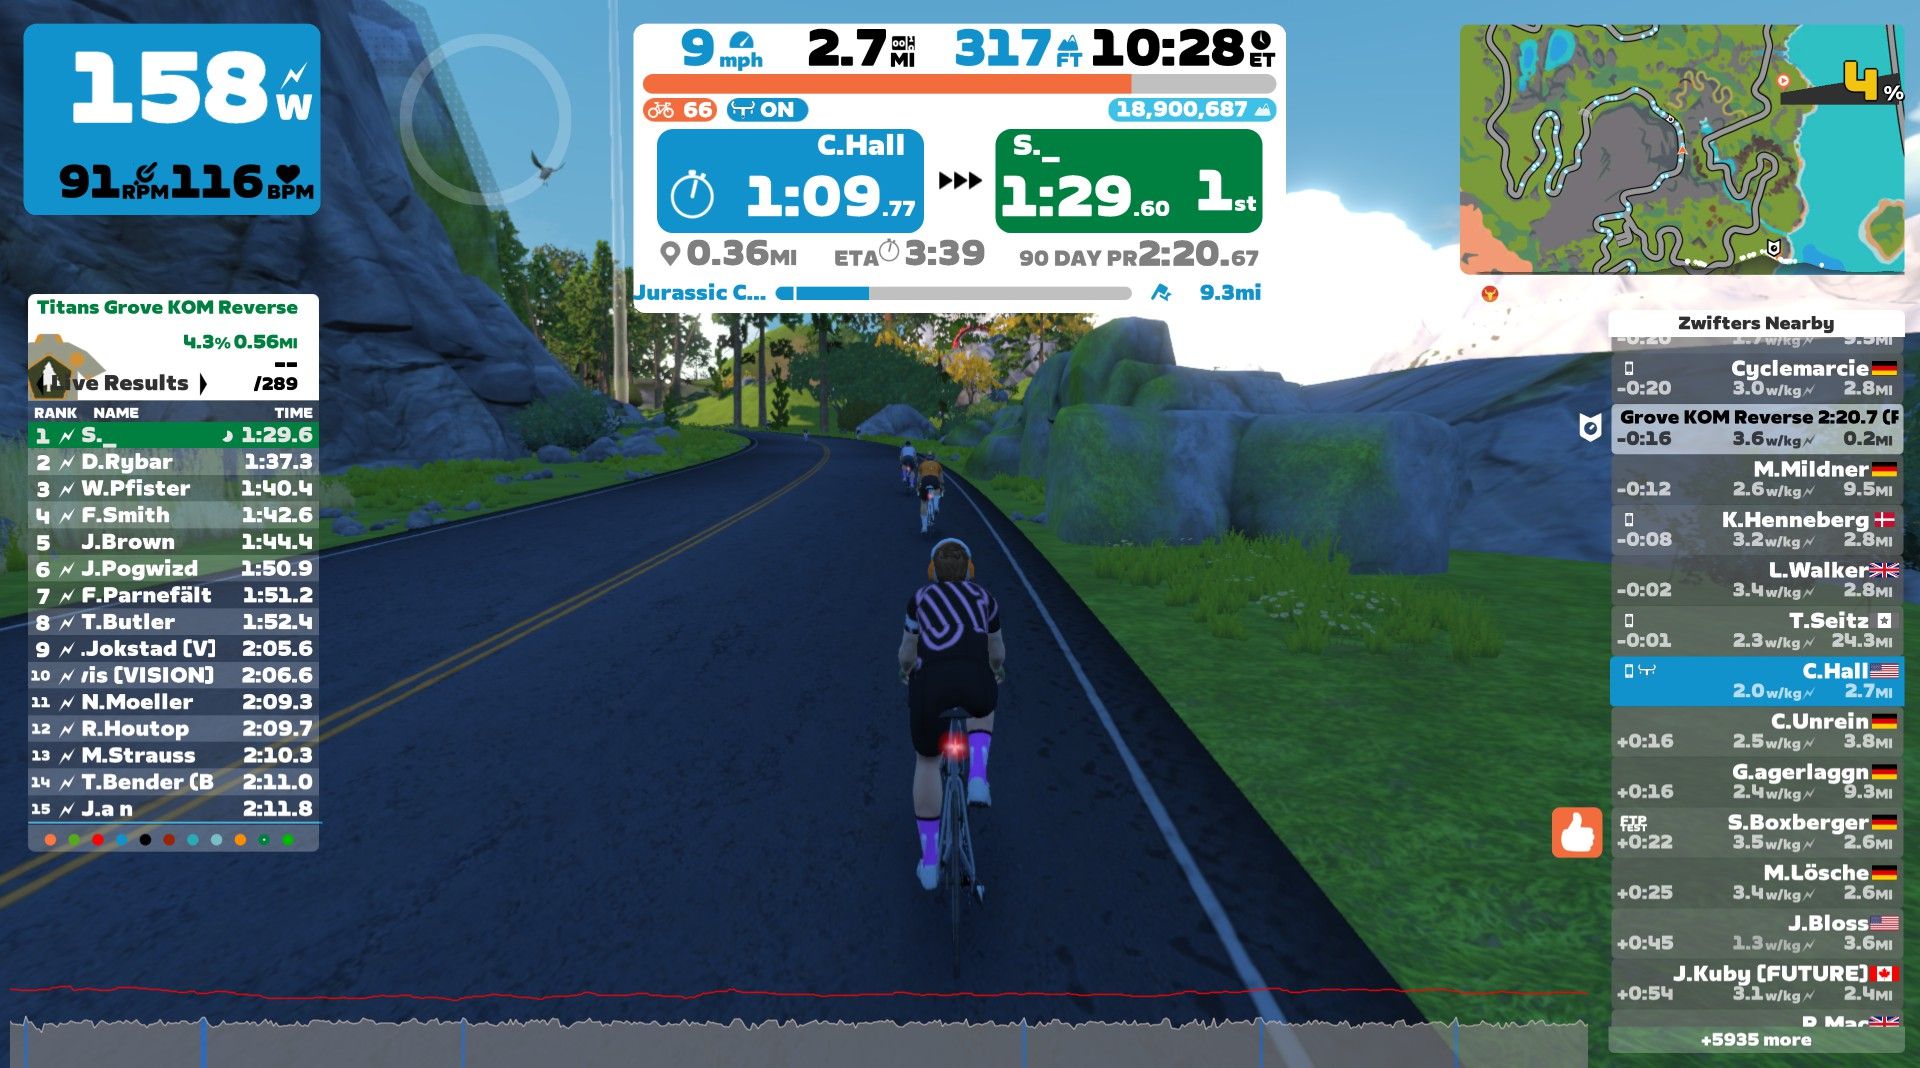 158 W
91 RPM 116 BPM
9 mph 2.7 MI 317 FT 10:28 ET
66 ON 18,900,687
C.Hall
1:09.77
S._
1:29.60 1st
0.36MI ETA 3:39 90 DAY PR 2:20.67
Jurassic C... 9.3mi
4 %
Titans Grove KOM Reverse
4.3% 0.56MI
--
Live Results /289
RANK NAME TIME
1 S._ 1:29.6
2 D.Rybar 1:37.3
3 W.Pfister 1:40.4
4 F.Smith 1:42.6
5 J.Brown 1:44.4
6 J.Pogwizd 1:50.9
7 F.Parnefält 1:51.2
8 T.Butler 1:52.4
9 .Jokstad [V] 2:05.6
10 is [VISION] 2:06.6
11 N.Moeller 2:09.3
12 R.Houtop 2:09.7
13 M.Strauss 2:10.3
14 T.Bender (B 2:11.0
15 J.a n 2:11.8
Zwifters Nearby
-0:20 1.7w/kg 9.5MI
Cyclemarcie
-0:20 3.0w/kg 2.8MI
Grove KOM Reverse 2:20.7 (P
-0:16 3.6w/kg 0.2MI
M.Mildner
-0:12 2.6w/kg 9.5MI
K.Henneberg
-0:08 3.2w/kg 2.8MI
L.Walker
-0:02 3.4w/kg 2.8MI
T.Seitz
-0:01 2.3w/kg 24.3MI
C.Hall
2.0w/kg 2.7MI
C.Unrein
+0:16 2.5w/kg 3.8MI
G.agerlaggn
+0:16 2.4w/kg 9.3MI
FTP TEST S.Boxberger
+0:22 3.5w/kg 2.6MI
M.Lösche
+0:25 3.4w/kg 2.6MI
J.Bloss
+0:45 1.3w/kg 3.6MI
J.Kuby [FUTURE]
+0:54 3.1w/kg 2.4MI
+5935 more